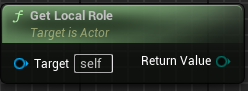 f Get Local Role
Target is Actor
Target self Return Value